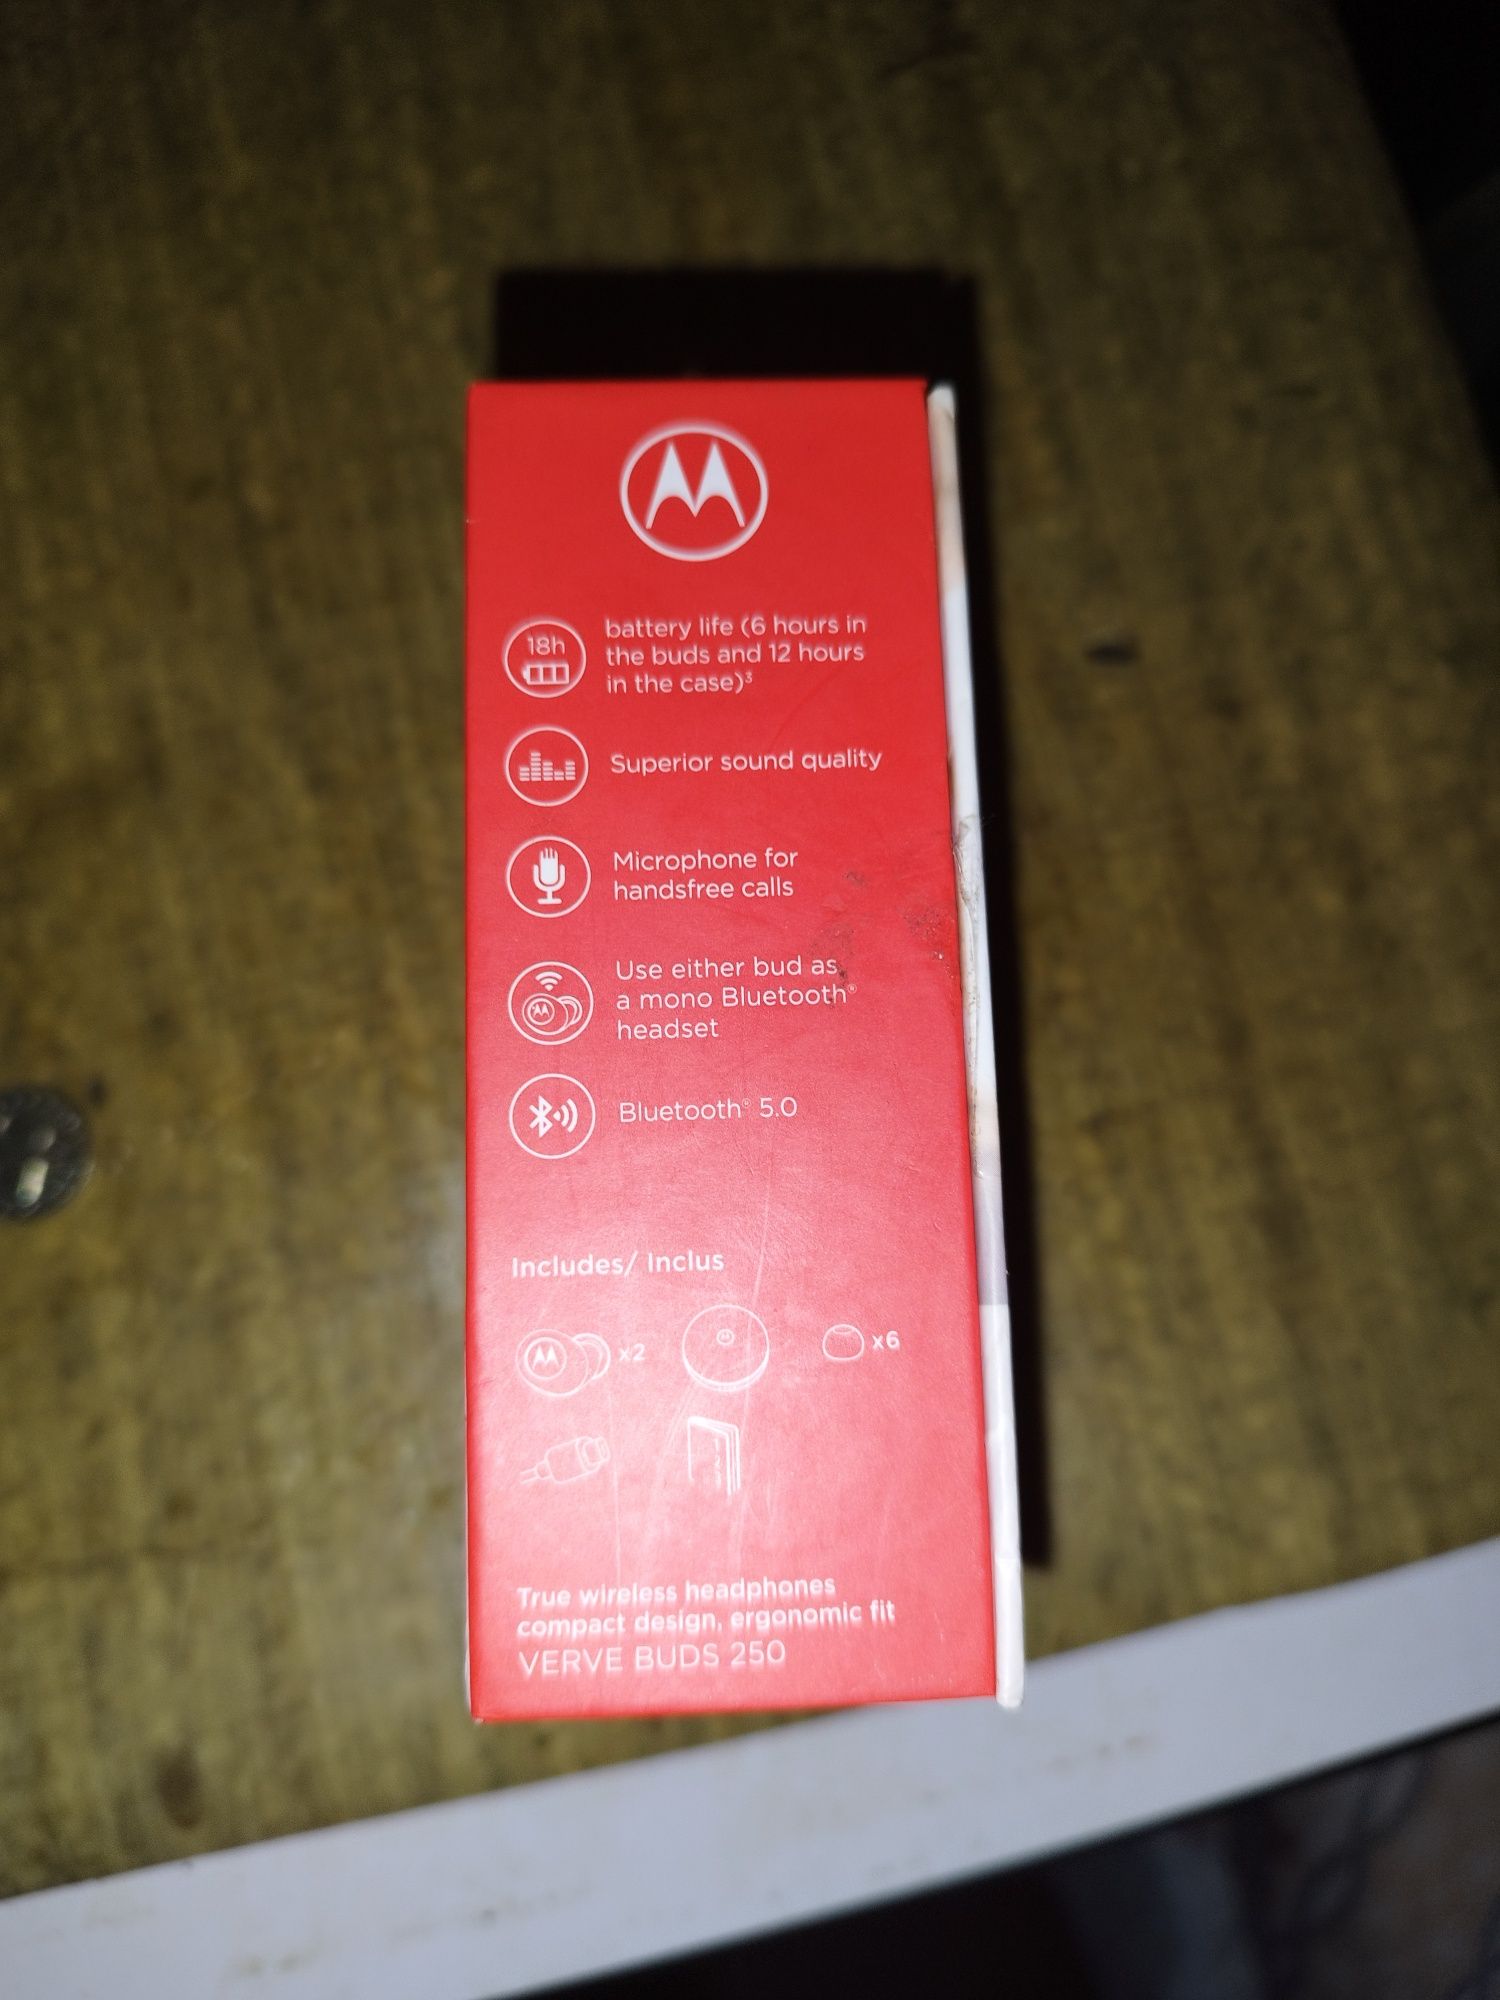 18h
battery life (6 hours in
the buds and 12 hours
in the case)³
Superior sound quality
Microphone for
handsfree calls
Use either bud as
a mono Bluetooth®
headset
Bluetooth® 5.0
Includes/ Inclus
x2
x6
True wireless headphones
compact design, ergonomic fit
VERVE BUDS 250